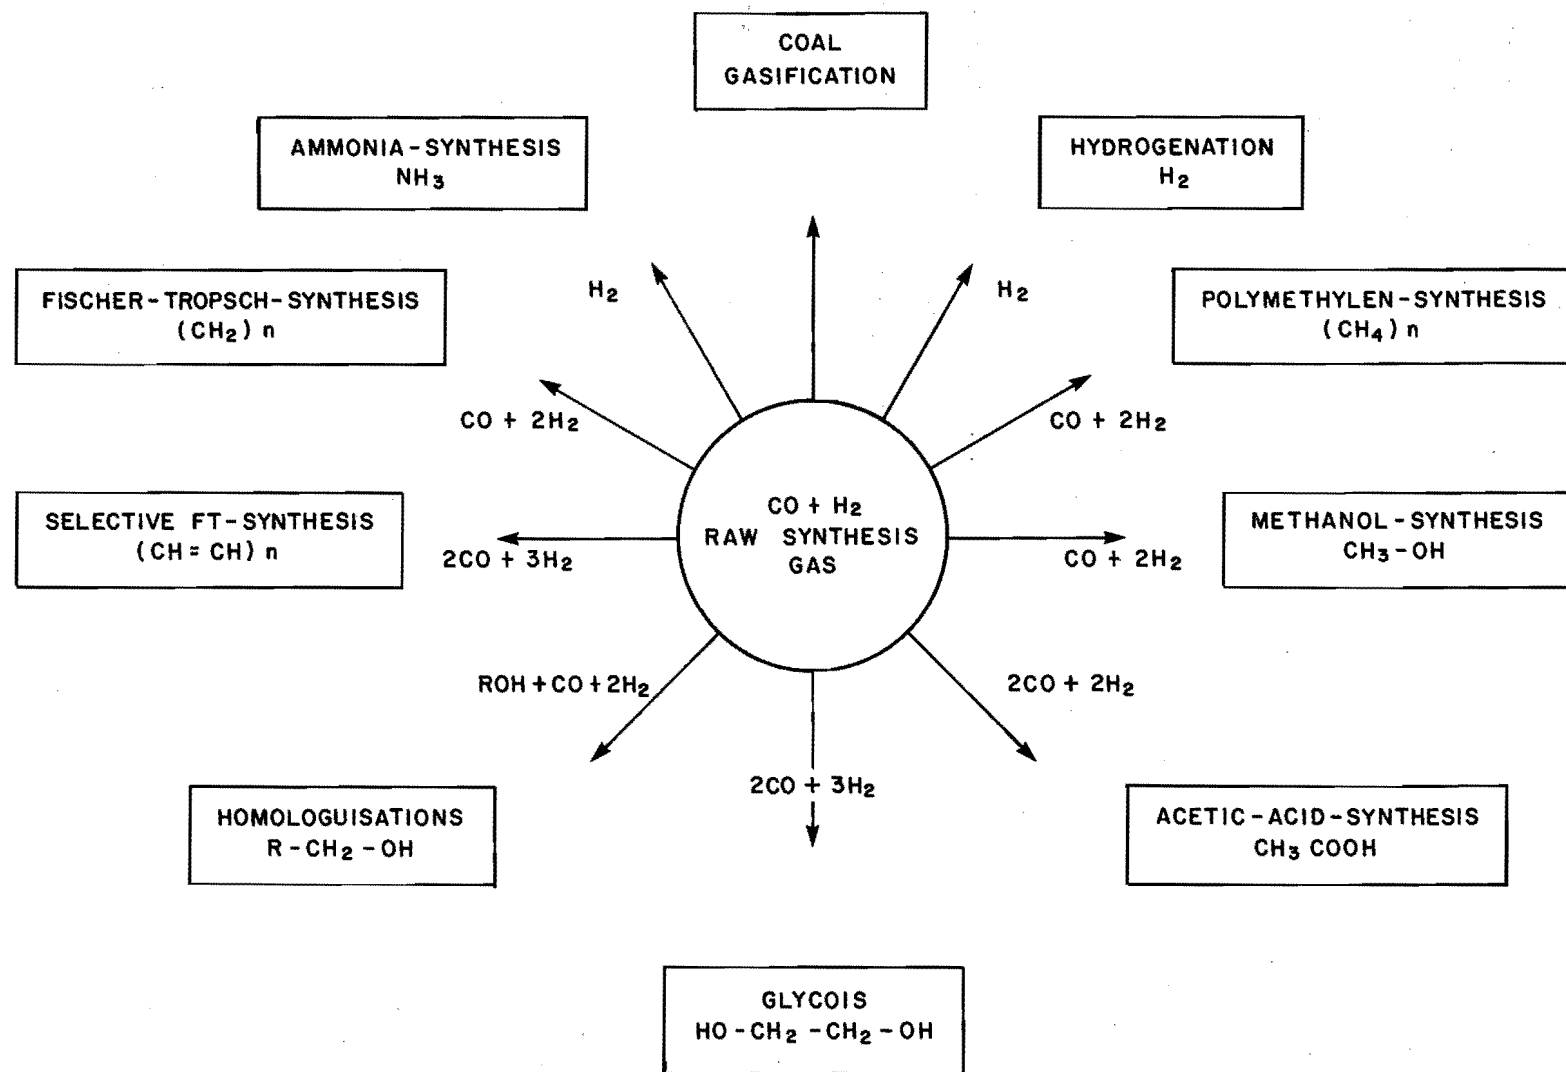 COAL
GASIFICATION
AMMONIA-SYNTHESIS
NH3
HYDROGENATION
H2
FISCHER-TROPSCH-SYNTHESIS
(CH2) n
H2
H2
POLYMETHYLEN-SYNTHESIS
(CH4) n
CO + 2H2
CO + 2H2
SELECTIVE FT-SYNTHESIS
(CH=CH) n
2CO + 3H2
CO + H2
RAW SYNTHESIS
GAS
CO + 2H2
METHANOL-SYNTHESIS
CH3-OH
ROH+CO+2H2
2CO + 2H2
2CO + 3H2
HOMOLOGUISATIONS
R-CH2-OH
ACETIC-ACID-SYNTHESIS
CH3 COOH
GLYCOIS
HO-CH2-CH2-OH